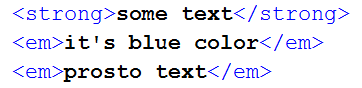 <strong>some text</strong>
<em>it's blue color</em>
<em>prosto text</em>